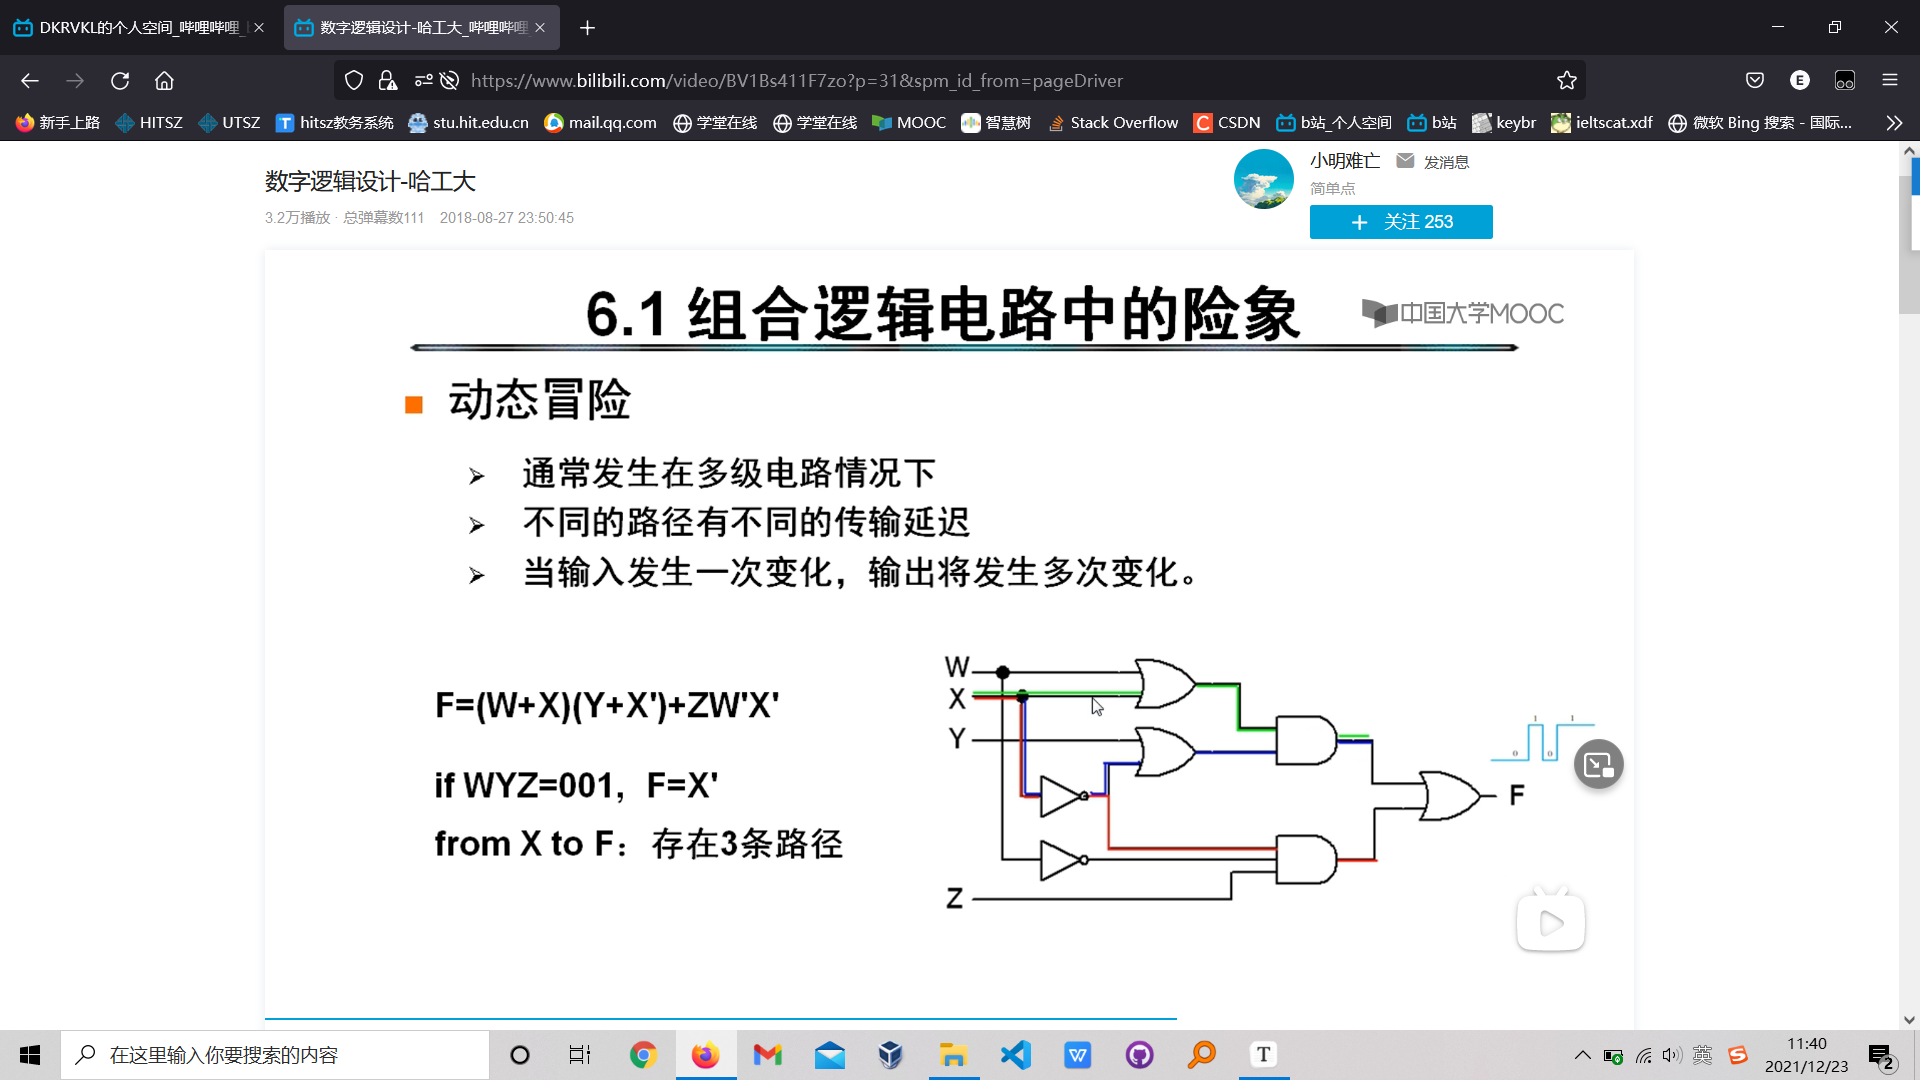 DKRVKL的个人空间_哔哩哔哩_
数字逻辑设计-哈工大_哔哩哔哩
https://www.bilibili.com/video/BV1Bs411F7zo?p=31&spm_id_from=pageDriver
E
新手上路 HITSZ UTSZ T hitsz教务系统 stu.hit.edu.cn mail.qq.com 学堂在线 学堂在线 MOOC 智慧树 Stack Overflow C CSDN b站_个人空间 b站 keybr ieltscat.xdf 微软 Bing 搜索 - 国际...
数字逻辑设计-哈工大
3.2万播放 · 总弹幕数111 2018-08-27 23:50:45
小明难亡 发消息
简单点
+ 关注 253
6.1 组合逻辑电路中的险象
中国大学MOOC
动态冒险
通常发生在多级电路情况下
不同的路径有不同的传输延迟
当输入发生一次变化，输出将发生多次变化。
F=(W+X)(Y+X')+ZW'X'
if WYZ=001，F=X'
from X to F：存在3条路径
W
X
Y
Z
F
0 1 0 1
在这里输入你要搜索的内容
W
T
英
S
11:40
2021/12/23
2